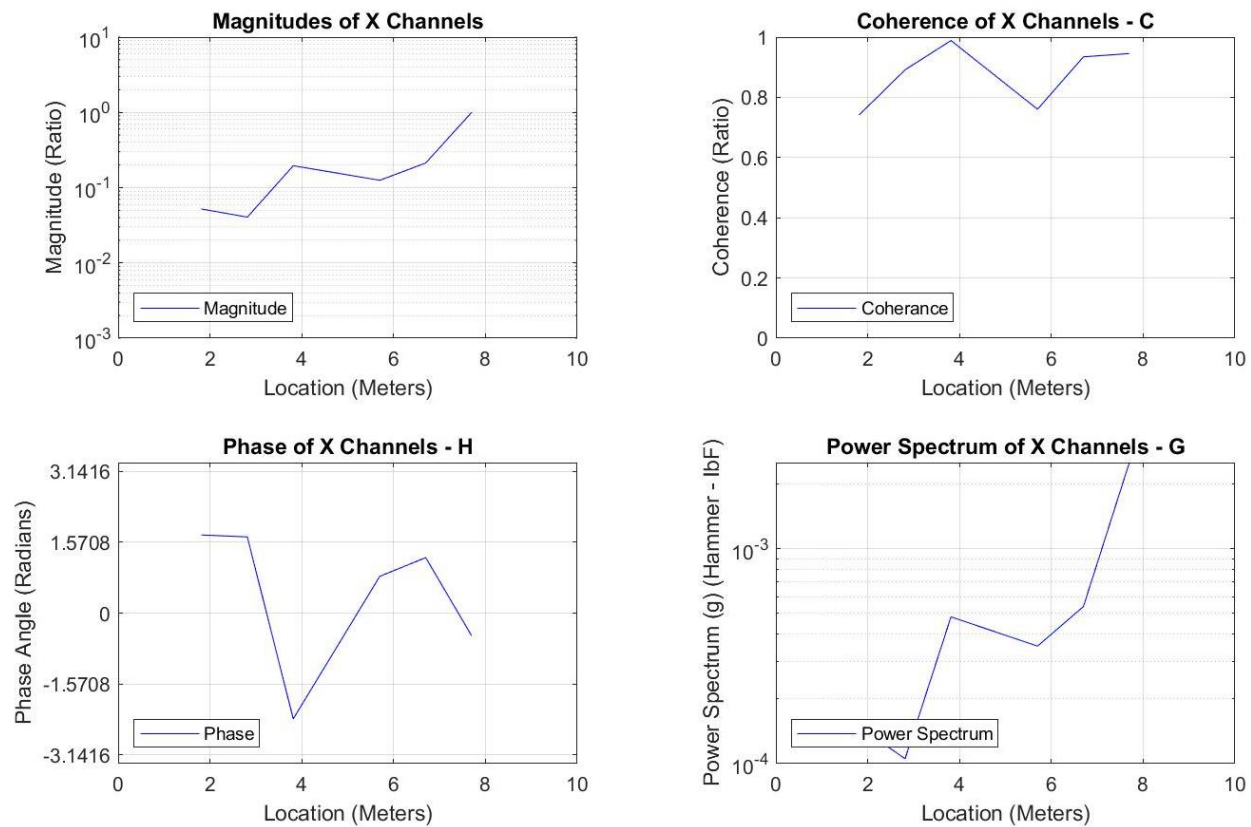 Magnitudes of X Channels
10^1
10^0
10^-1
10^-2
10^-3
Magnitude (Ratio)
Magnitude
0 2 4 6 8 10
Location (Meters)
Coherence of X Channels - C
1
0.8
0.6
0.4
0.2
0
Coherence (Ratio)
Coherance
0 2 4 6 8 10
Location (Meters)
Phase of X Channels - H
3.1416
1.5708
0
-1.5708
-3.1416
Phase Angle (Radians)
Phase
0 2 4 6 8 10
Location (Meters)
Power Spectrum of X Channels - G
10^-3
10^-4
Power Spectrum (g) (Hammer - lbF)
Power Spectrum
0 2 4 6 8 10
Location (Meters)